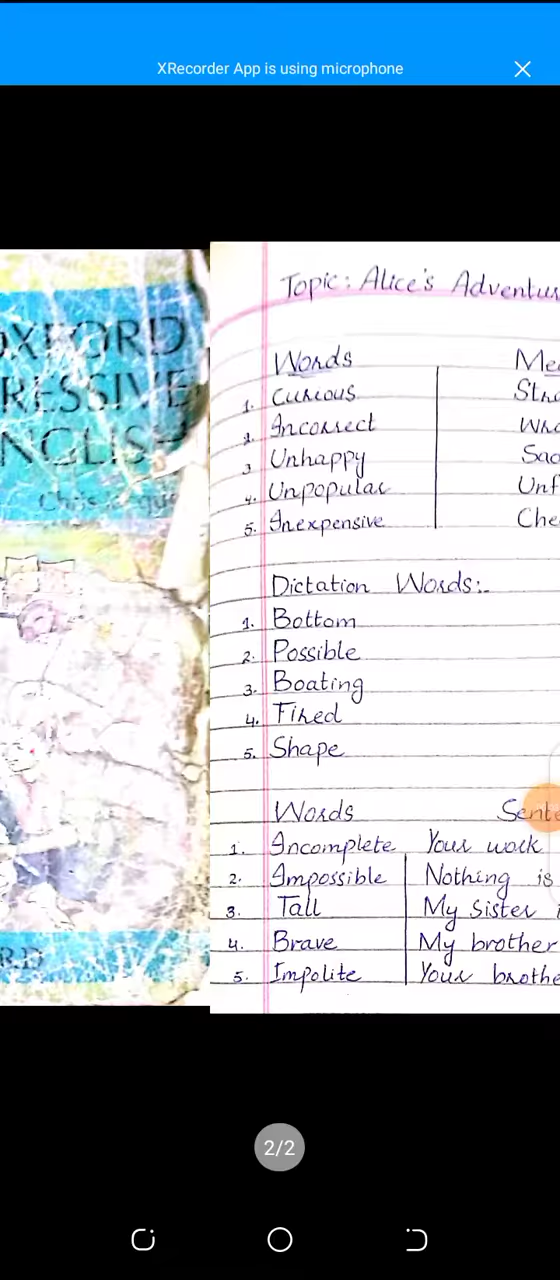 XRecorder App is using microphone
OXFORD
RESSIVE
NGLISH
Topic: Alice's Adventu
Words Me
1. Curious Str
2. Incorrect
3 Unhappy Sad
4. Unpopular Unf
5. Inexpensive Che
Dictation Words:-
1. Bottom
2. Possible
3. Boating
4. Fired
5. Shape
Words Sente
1. Incomplete Your work
2. Impossible Nothing is
3. Tall My sister i
4. Brave My brother
5. Impolite Your brothe
2/2